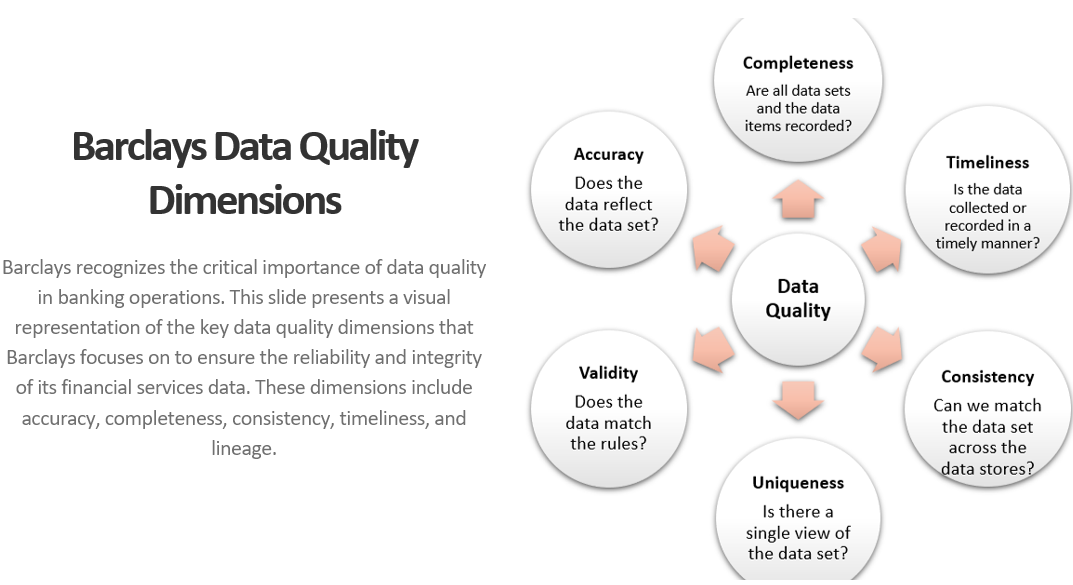 Barclays Data Quality
Dimensions
Barclays recognizes the critical importance of data quality
in banking operations. This slide presents a visual
representation of the key data quality dimensions that
Barclays focuses on to ensure the reliability and integrity
of its financial services data. These dimensions include
accuracy, completeness, consistency, timeliness, and
lineage.
Completeness
Are all data sets
and the data
items recorded?
Timeliness
Is the data
collected or
recorded in a
timely manner?
Consistency
Can we match
the data set
across the
data stores?
Uniqueness
Is there a
single view of
the data set?
Validity
Does the
data match
the rules?
Accuracy
Does the
data reflect
the data set?
Data
Quality